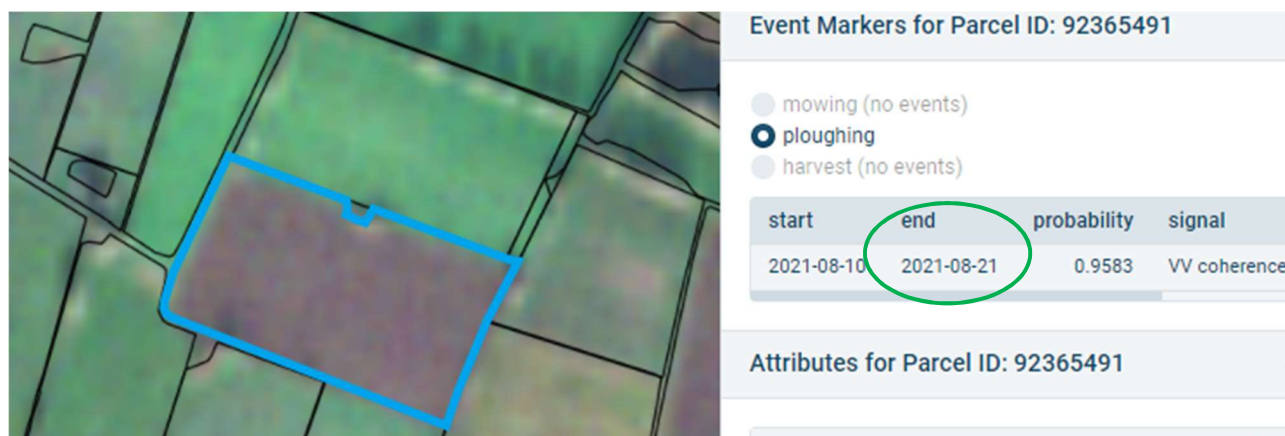 Event Markers for Parcel ID: 92365491
mowing (no events)
ploughing
harvest (no events)
start end probability signal
2021-08-10 2021-08-21 0.9583 VV coherence
Attributes for Parcel ID: 92365491